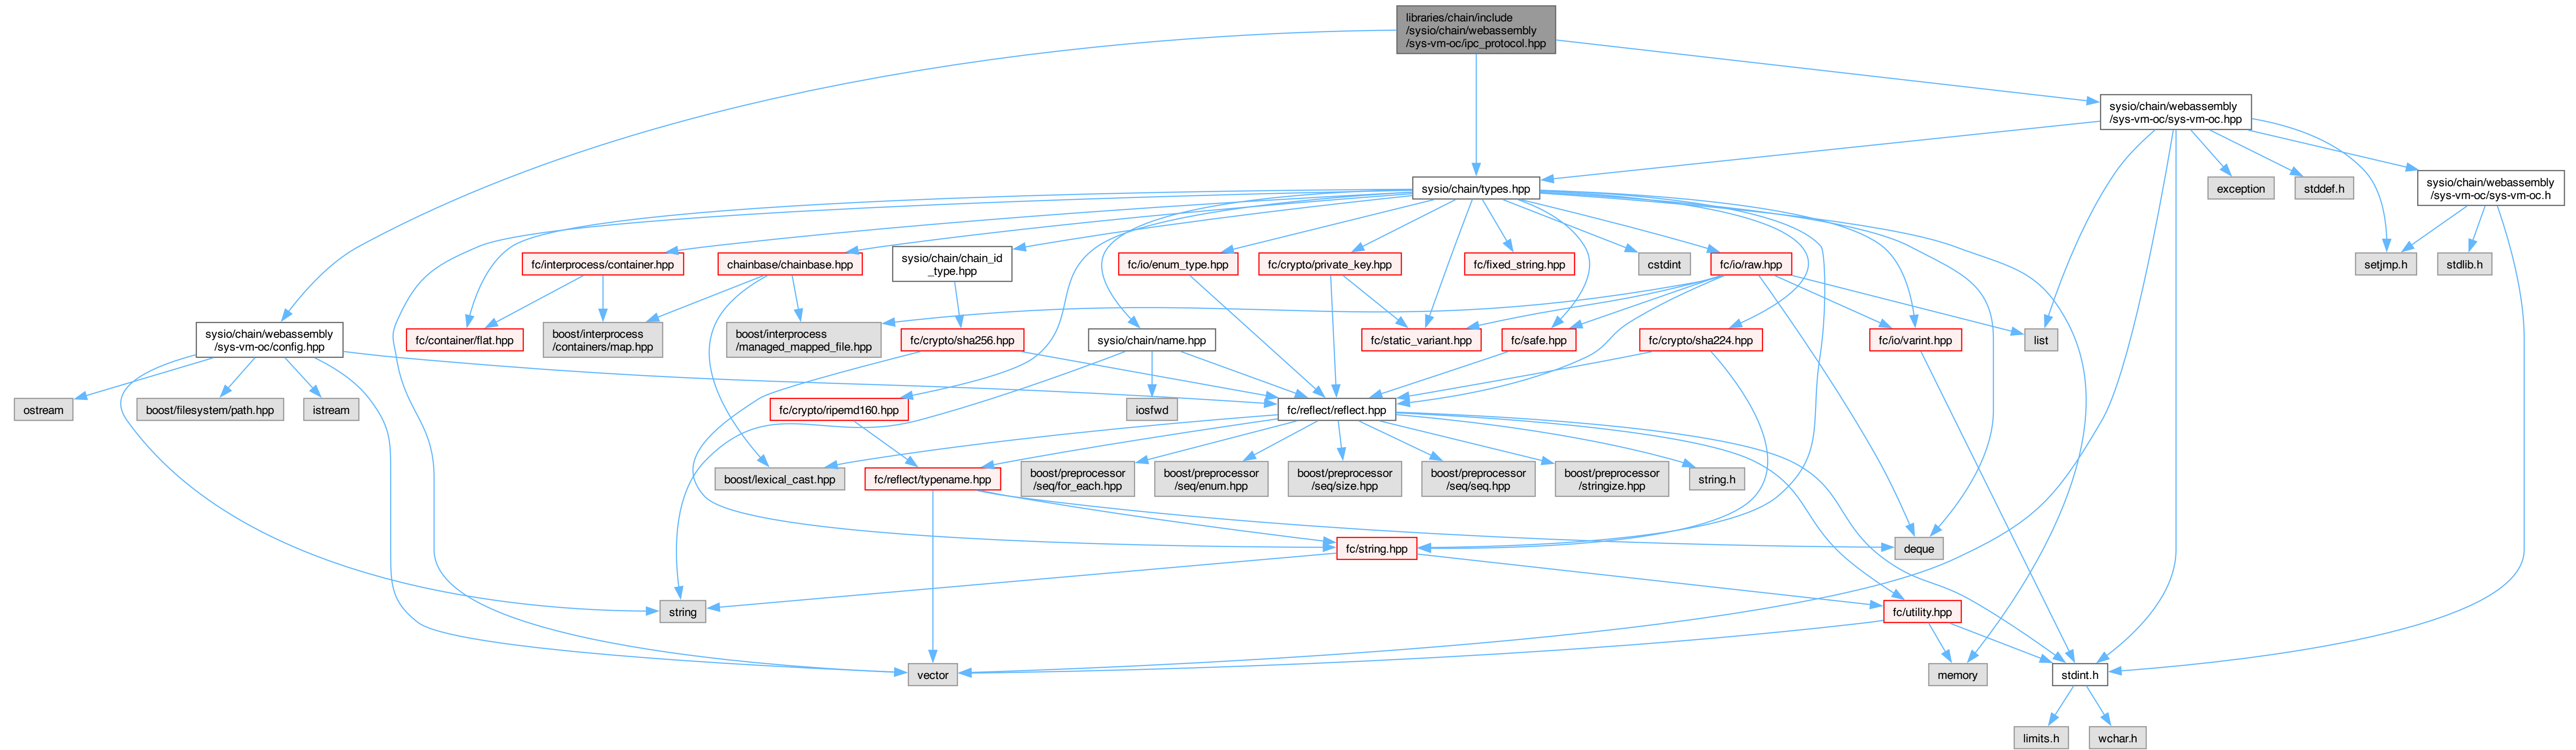 libraries/chain/include
/sysio/chain/webassembly
/sys-vm-oc/ipc_protocol.hpp
sysio/chain/webassembly
/sys-vm-oc/sys-vm-oc.hpp
sysio/chain/types.hpp
exception
stddef.h
sysio/chain/webassembly
/sys-vm-oc/sys-vm-oc.h
fc/interprocess/container.hpp
chainbase/chainbase.hpp
sysio/chain/chain_id
_type.hpp
fc/io/enum_type.hpp
fc/crypto/private_key.hpp
fc/fixed_string.hpp
cstdint
fc/io/raw.hpp
setjmp.h
stdlib.h
sysio/chain/webassembly
/sys-vm-oc/config.hpp
fc/container/flat.hpp
boost/interprocess
/containers/map.hpp
boost/interprocess
/managed_mapped_file.hpp
fc/crypto/sha256.hpp
sysio/chain/name.hpp
fc/static_variant.hpp
fc/safe.hpp
fc/crypto/sha224.hpp
fc/io/varint.hpp
list
ostream
boost/filesystem/path.hpp
istream
fc/crypto/ripemd160.hpp
iosfwd
fc/reflect/reflect.hpp
boost/lexical_cast.hpp
fc/reflect/typename.hpp
boost/preprocessor
/seq/for_each.hpp
boost/preprocessor
/seq/enum.hpp
boost/preprocessor
/seq/size.hpp
boost/preprocessor
/seq/seq.hpp
boost/preprocessor
/stringize.hpp
string.h
fc/string.hpp
deque
string
fc/utility.hpp
vector
memory
stdint.h
limits.h
wchar.h